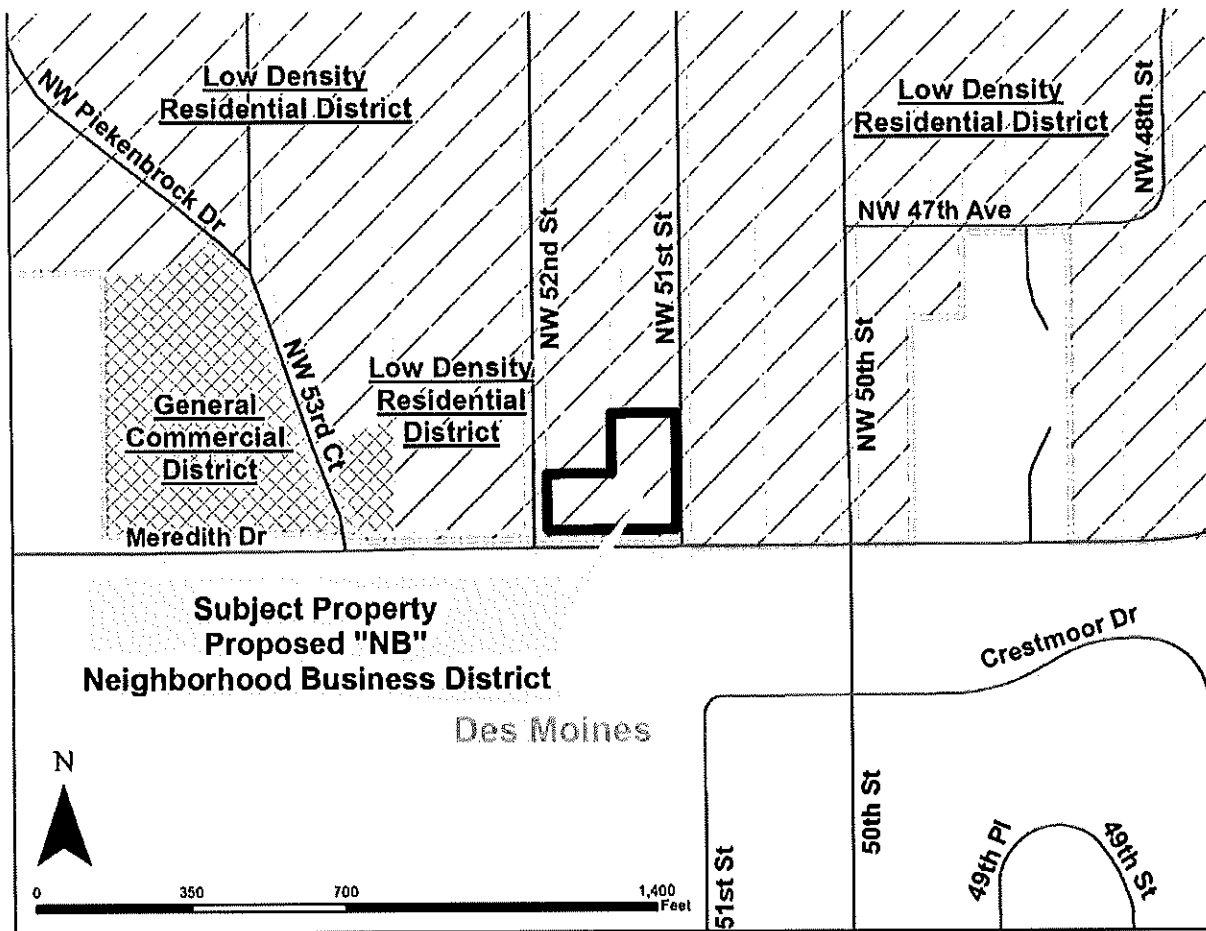 Low Density
Residential District
NW Piekenbrock Dr
Low Density
Residential District
NW 48th St
NW 47th Ave
NW 52nd St
NW 51st St
NW 50th St
NW 53rd Ct
Low Density
Residential
District
General
Commercial
District
Meredith Dr
Subject Property
Proposed "NB"
Neighborhood Business District
Des Moines
Crestmoor Dr
N
0 350 700 1,400
Feet
51st St
50th St
49th Pl
49th St